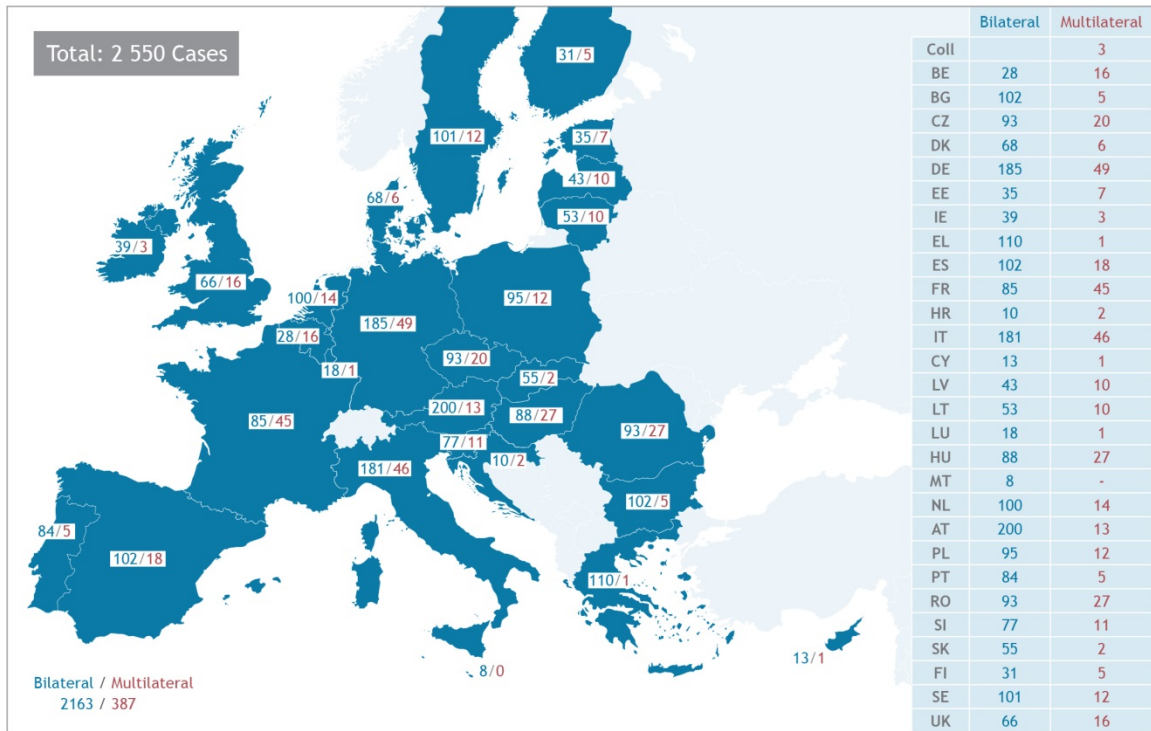 Total: 2 550 Cases
31/5
101/12
35/7
43/10
68/6
53/10
39/3
66/16
100/14
95/12
185/49
28/16
93/20
18/1
55/2
200/13
88/27
85/45
93/27
77/11
10/2
181/46
102/5
84/5
102/18
110/1
13/1
8/0
Bilateral / Multilateral
2163 / 387
Bilateral Multilateral
Coll 3
BE 28 16
BG 102 5
CZ 93 20
DK 68 6
DE 185 49
EE 35 7
IE 39 3
EL 110 1
ES 102 18
FR 85 45
HR 10 2
IT 181 46
CY 13 1
LV 43 10
LT 53 10
LU 18 1
HU 88 27
MT 8 -
NL 100 14
AT 200 13
PL 95 12
PT 84 5
RO 93 27
SI 77 11
SK 55 2
FI 31 5
SE 101 12
UK 66 16